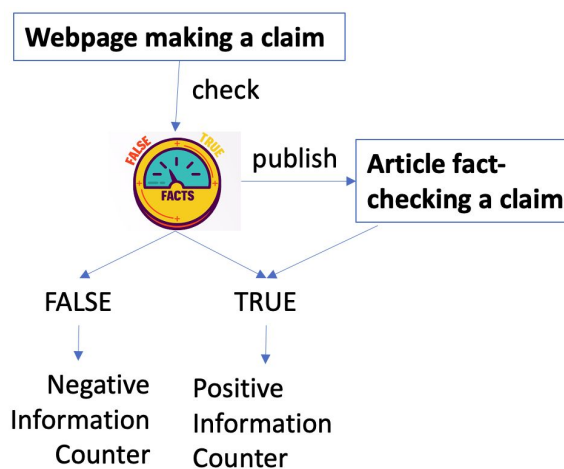 Webpage making a claim
check
FALSE
TRUE
FACTS
publish
Article fact-
checking a claim
FALSE
TRUE
Negative
Information
Counter
Positive
Information
Counter